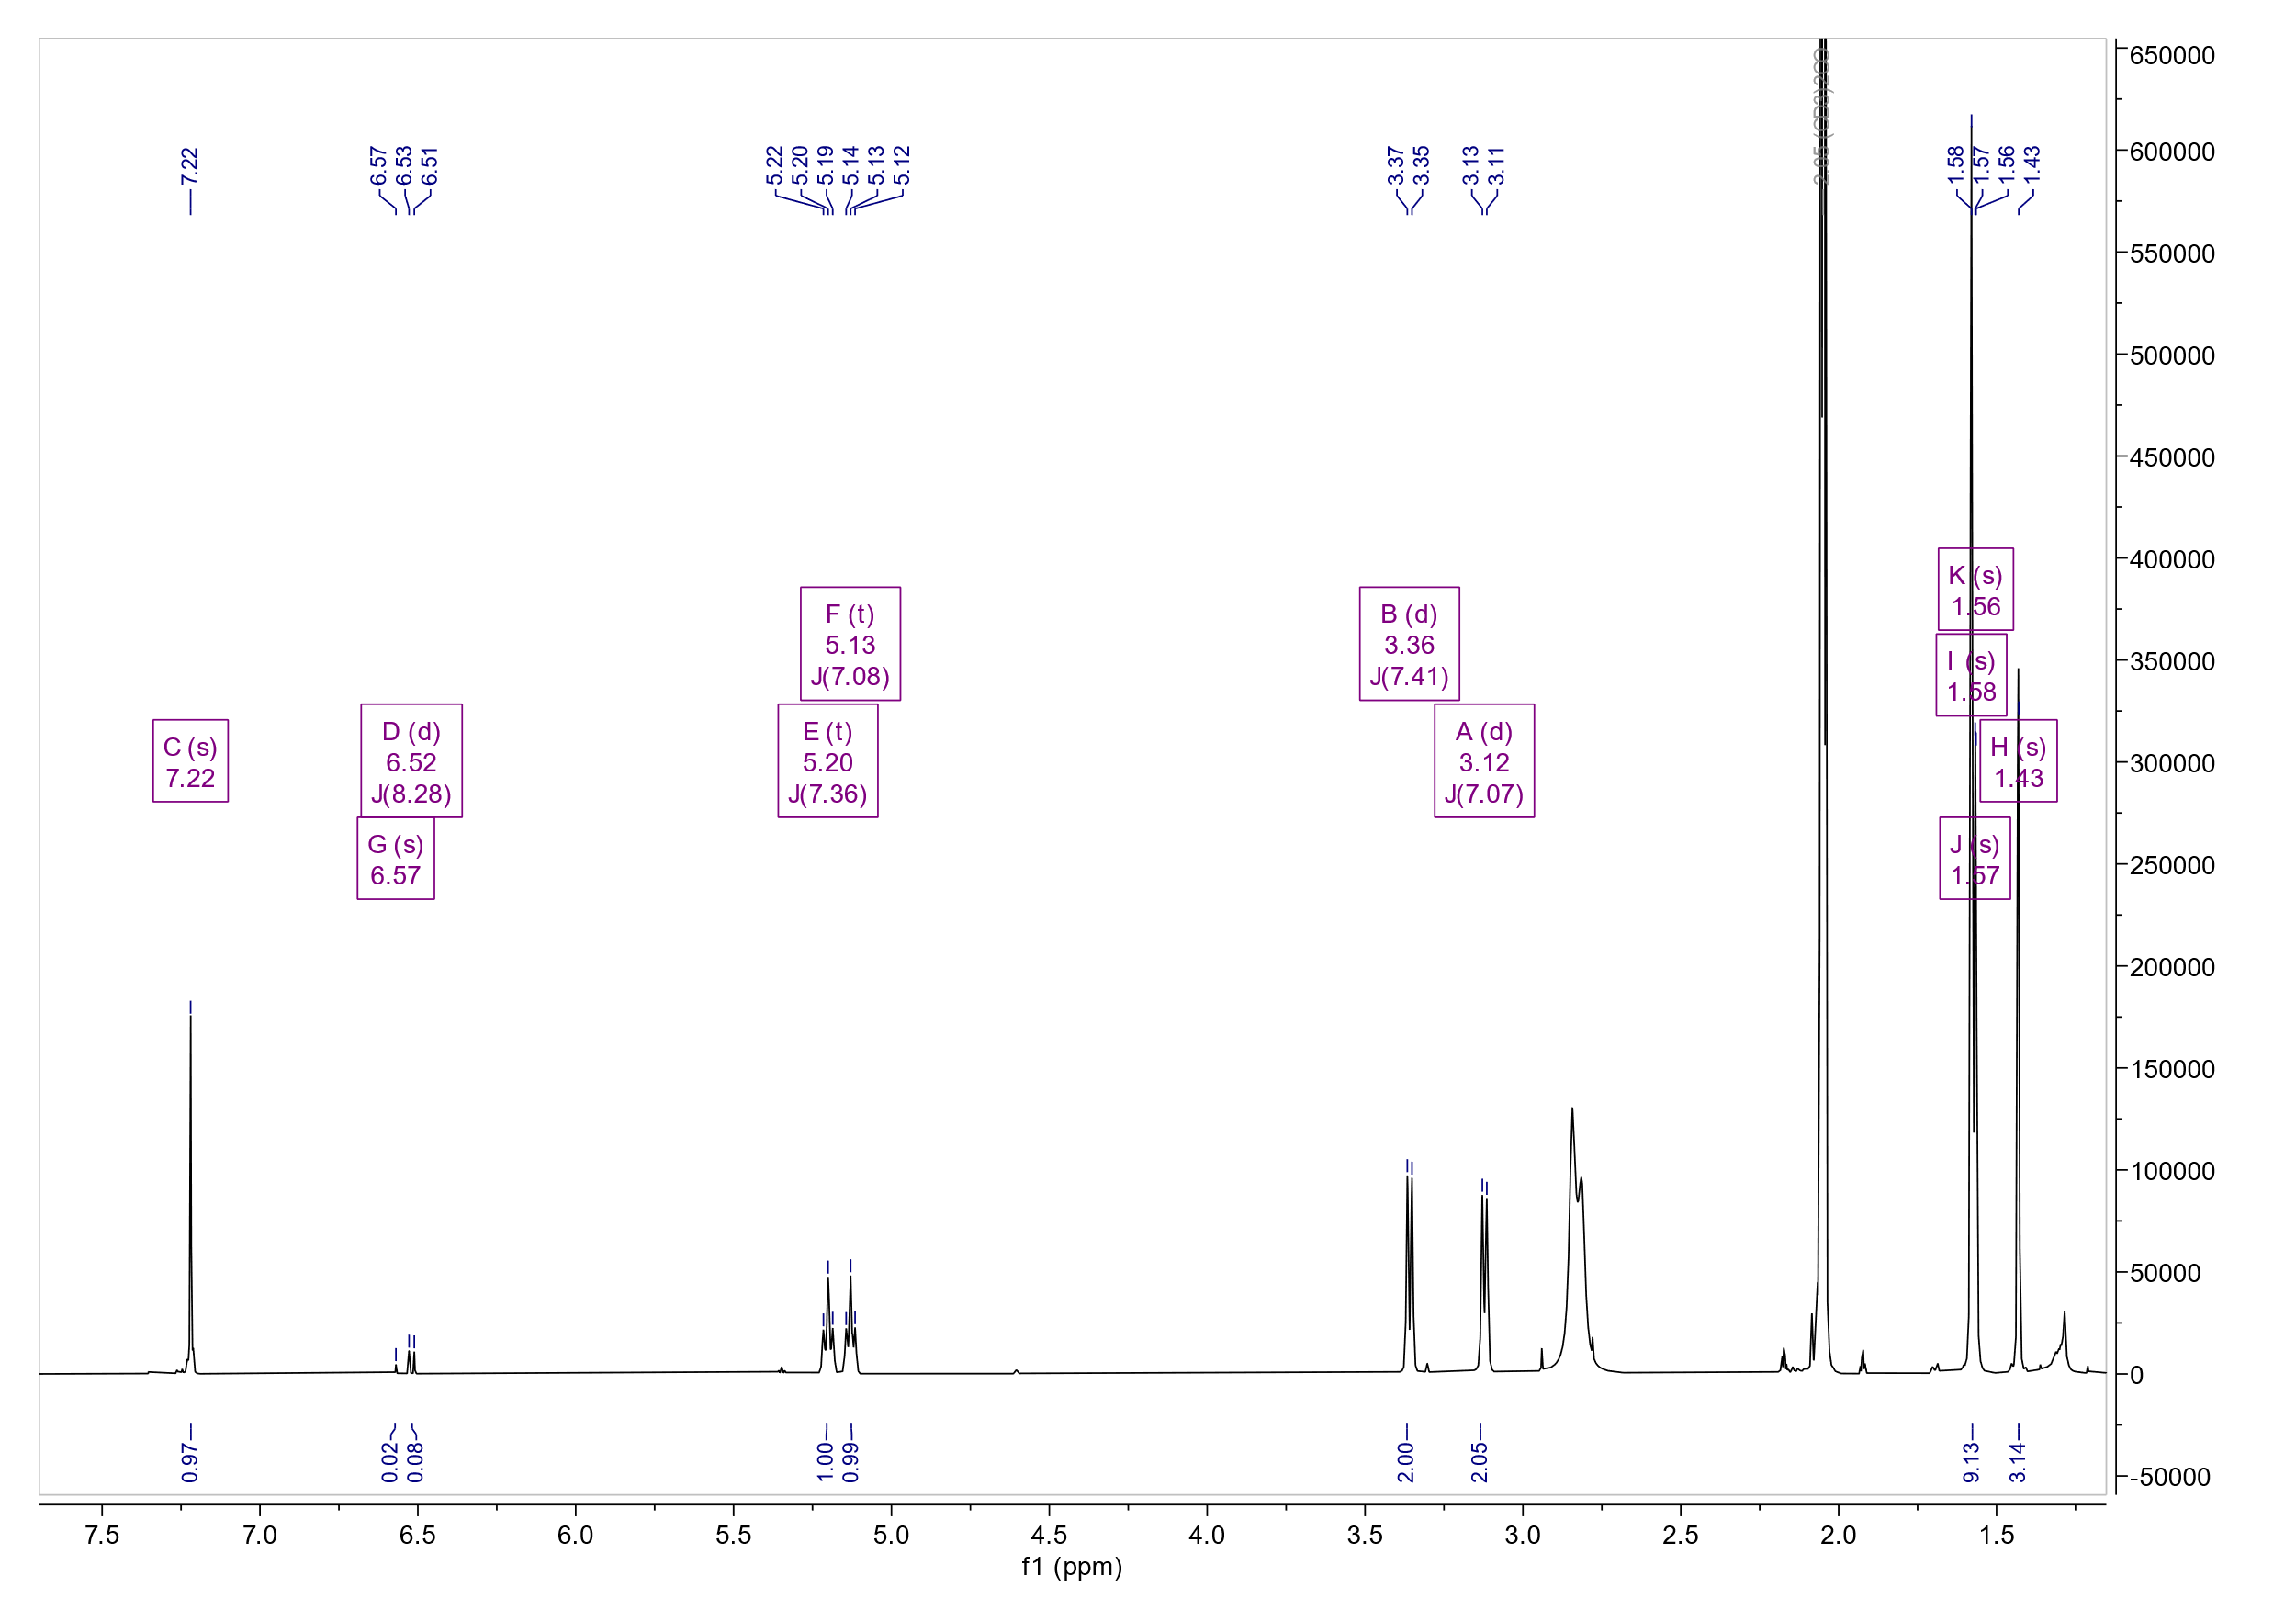 7.22
6.57
6.53
6.51
5.22
5.20
5.19
5.14
5.13
5.12
3.37
3.35
3.13
3.11
2.05 (CD3)2CO
1.58
1.57
1.56
1.43
650000
600000
550000
500000
450000
400000
350000
300000
250000
200000
150000
100000
50000
0
-50000
K (s)
1.56
F (t)
5.13
J(7.08)
B (d)
3.36
J(7.41)
I (s)
1.58
C (s)
7.22
D (d)
6.52
J(8.28)
E (t)
5.20
J(7.36)
A (d)
3.12
J(7.07)
H (s)
1.43
G (s)
6.57
J (s)
1.57
0.97
0.02
0.08
1.00
0.99
2.00
2.05
9.13
3.14
7.5 7.0 6.5 6.0 5.5 5.0 4.5 4.0 3.5 3.0 2.5 2.0 1.5
f1 (ppm)